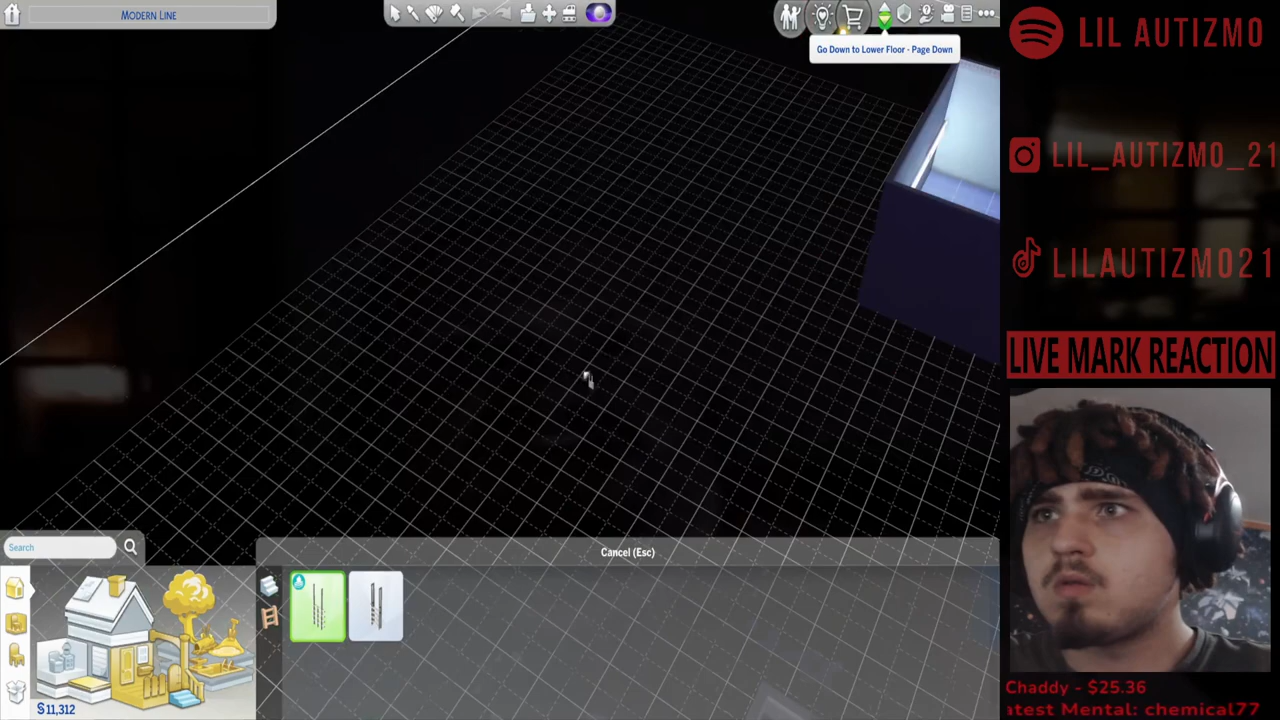 MODERN LINE
Go Down to Lower Floor - Page Down
LIL AUTIZMO
LIL_AUTIZMO_21
LILAUTIZMO21
LIVE MARK REACTION
Cancel (Esc)
Search
$11,312
Chaddy - $25.36
atest Mental: chemical77